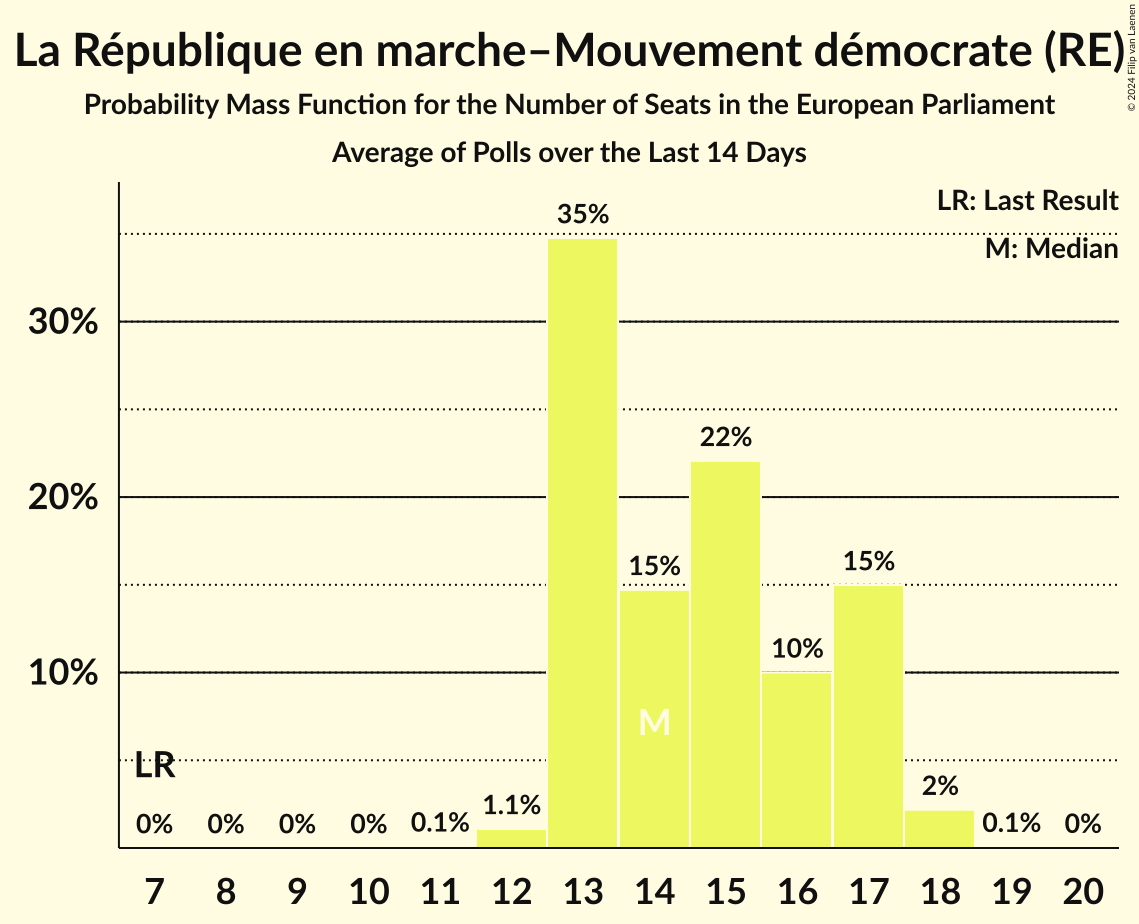 La République en marche–Mouvement démocrate (RE)
© 2024 Filip van Laenen
Probability Mass Function for the Number of Seats in the European Parliament
Average of Polls over the Last 14 Days
LR: Last Result
M: Median
35%
30%
22%
20%
15%
15%
10%
10%
M
LR
2%
1.1%
0%
0%
0%
0%
0.1%
0.1%
0%
7 8 9 10 11 12 13 14 15 16 17 18 19 20